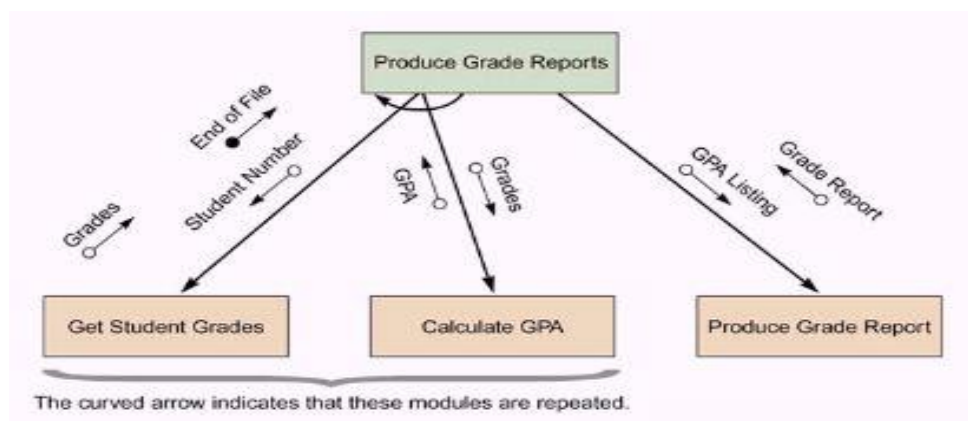 Produce Grade Reports
End of File
Student Number
Grades
GPA
Grades
GPA Listing
Grade Report
Get Student Grades
Calculate GPA
Produce Grade Report
The curved arrow indicates that these modules are repeated.